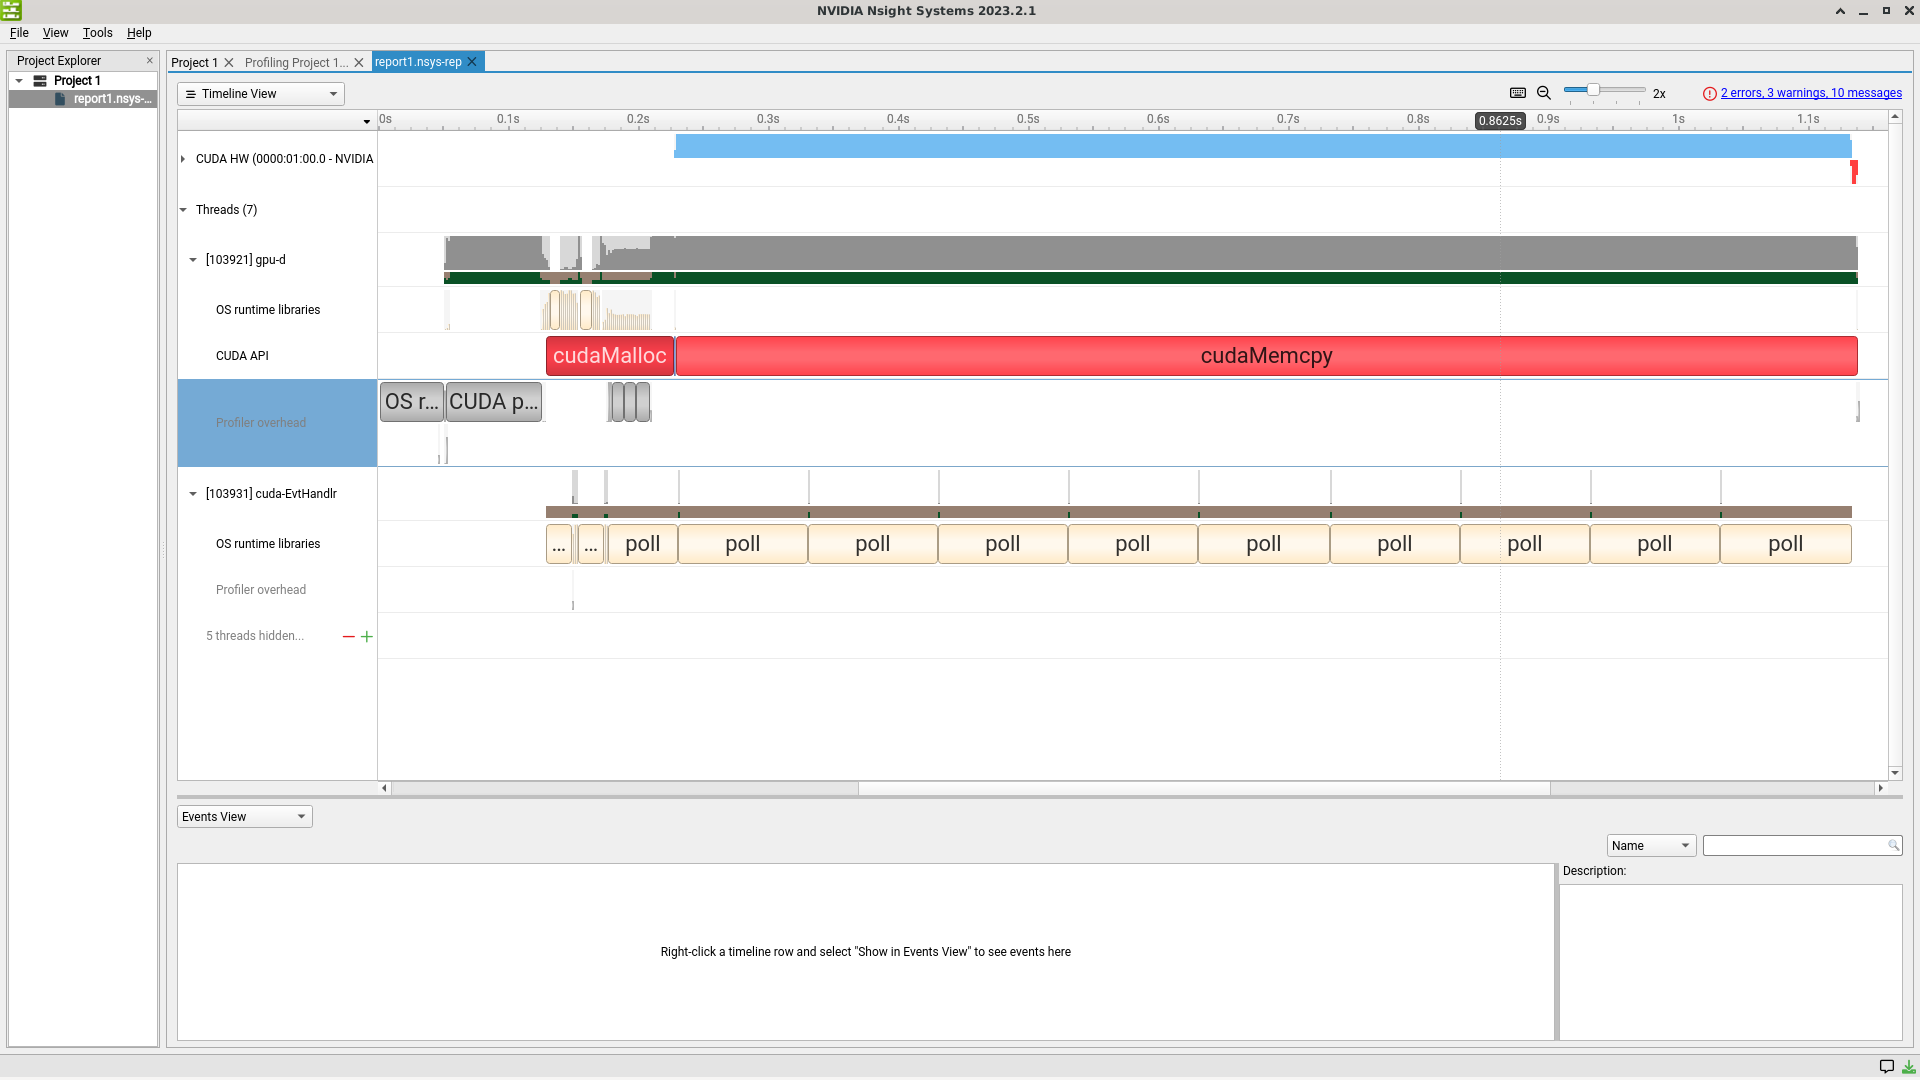 NVIDIA Nsight Systems 2023.2.1
File View Tools Help
Project Explorer
Project 1
report1.nsys-...
Project 1
Profiling Project 1...
report1.nsys-rep
Timeline View
2x
2 errors, 3 warnings, 10 messages
0s 0.1s 0.2s 0.3s 0.4s 0.5s 0.6s 0.7s 0.8s 0.8625s 0.9s 1s 1.1s
CUDA HW (0000:01:00.0 - NVIDIA
Threads (7)
[103921] gpu-d
OS runtime libraries
CUDA API
cudaMalloc
cudaMemcpy
Profiler overhead
OS r...
CUDA p...
[103931] cuda-EvtHandlr
OS runtime libraries
... ... poll poll poll poll poll poll poll poll poll poll
Profiler overhead
5 threads hidden...
Events View
Name
Description:
Right-click a timeline row and select "Show in Events View" to see events here